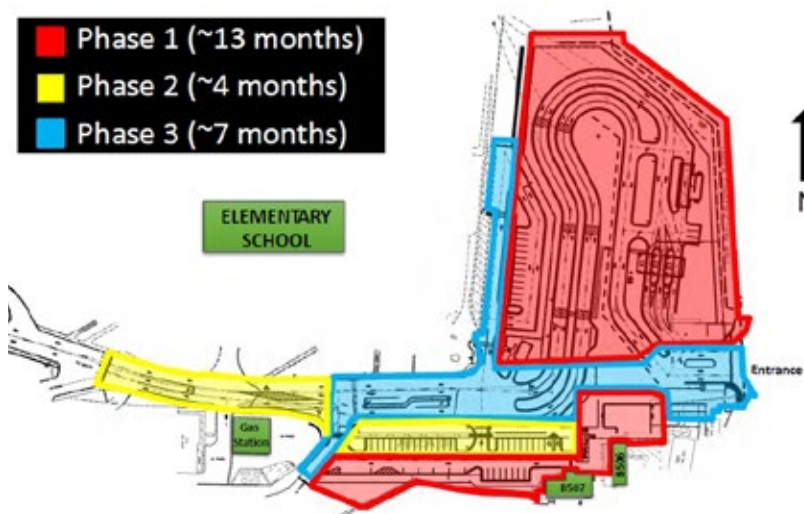 Phase 1 (~13 months)
Phase 2 (~4 months)
Phase 3 (~7 months)
N
ELEMENTARY
SCHOOL
Entrance
Gas
Station
B506
B507